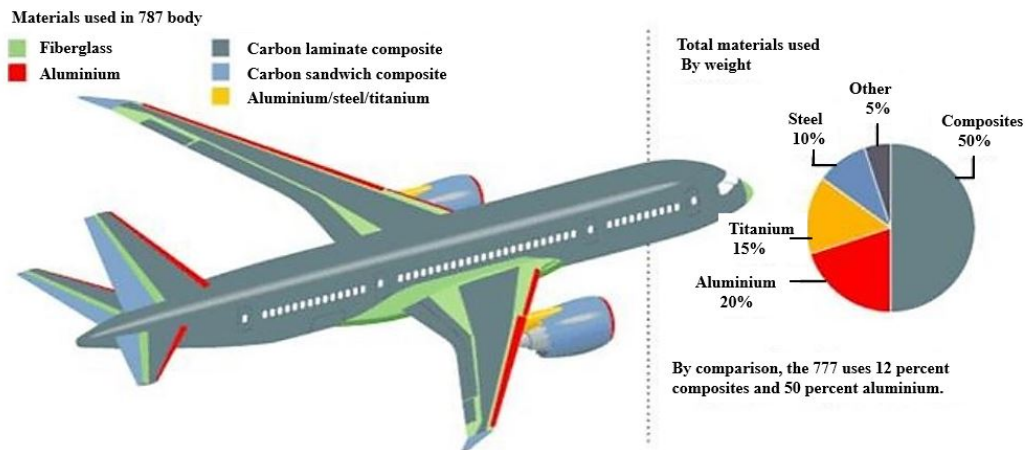 Materials used in 787 body
Fiberglass
Aluminium
Carbon laminate composite
Carbon sandwich composite
Aluminium/steel/titanium
Total materials used
By weight
Other
5%
Steel
10%
Composites
50%
Titanium
15%
Aluminium
20%
By comparison, the 777 uses 12 percent
composites and 50 percent aluminium.